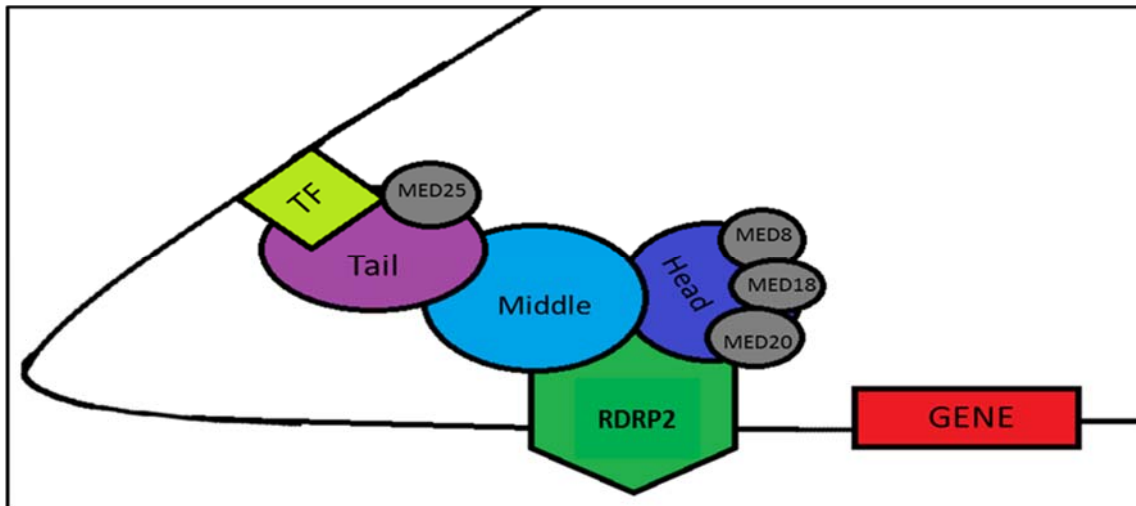 TF
MED25
Tail
Middle
Head
MED8
MED18
MED20
RDRP2
GENE